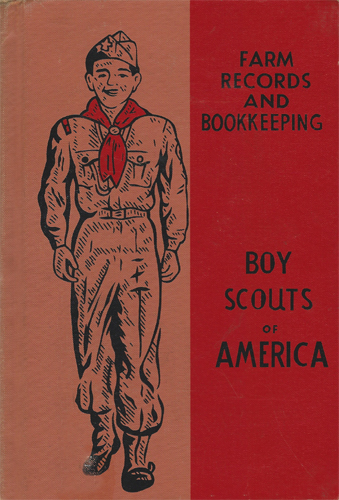 FARM
RECORDS
AND
BOOKKEEPING
BOY
SCOUTS
OF
AMERICA